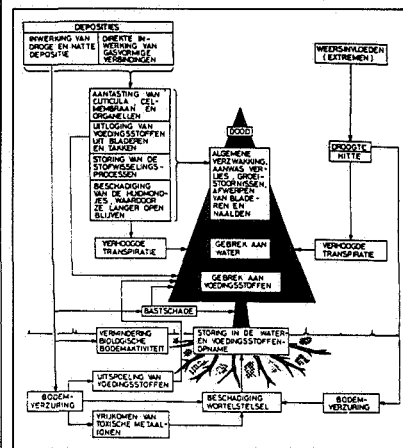 DEPOSITIES
INWERKING VAN
DROGE EN NATTE
DEPOSITIE
DIREKTE IN-
WERKING VAN
GASVORMIGE
VERBINDINGEN
WEERSINVLOEDEN
(EXTREMEN)
AANTASTING VAN
CUTICULA, CEL-
MEMBRAAN EN
ORGANELLEN
UITLOGING VAN
VOEDINGSSTOFFEN
UIT BLADEREN
EN TAKKEN
STORING VAN DE
STOFWISSELINGS-
PROCESSEN
BESCHADIGING
VAN DE HUIDMOND-
JES, WAARDOOR
ZE LANGER OPEN
BLIJVEN
DOOD
ALGEMENE
VERZWAKKING,
AANWAS VER-
LIES, GROEI-
STOORNISSEN,
AFWERPEN
VAN BLADE-
REN EN
NAALDEN
DROOGTE
HITTE
VERHOOGDE
TRANSPIRATIE
GEBREK AAN
WATER
VERHOOGDE
TRANSPIRATIE
GEBREK AAN
VOEDINGSSTOFFEN
BASTSCHADE
VERMINDERING
BIOLOGISCHE
BODEMAKTIVITEIT
STORING IN DE WATER-
EN VOEDINGSSTOFFEN-
OPNAME
UITSPOELING VAN
VOEDINGSSTOFFEN
BODEM-
VERZURING
BESCHADIGING
WORTELSTELSEL
BODEM-
VERZURING
VRIJKOMEN VAN
TOXISCHE METAAL-
IONEN